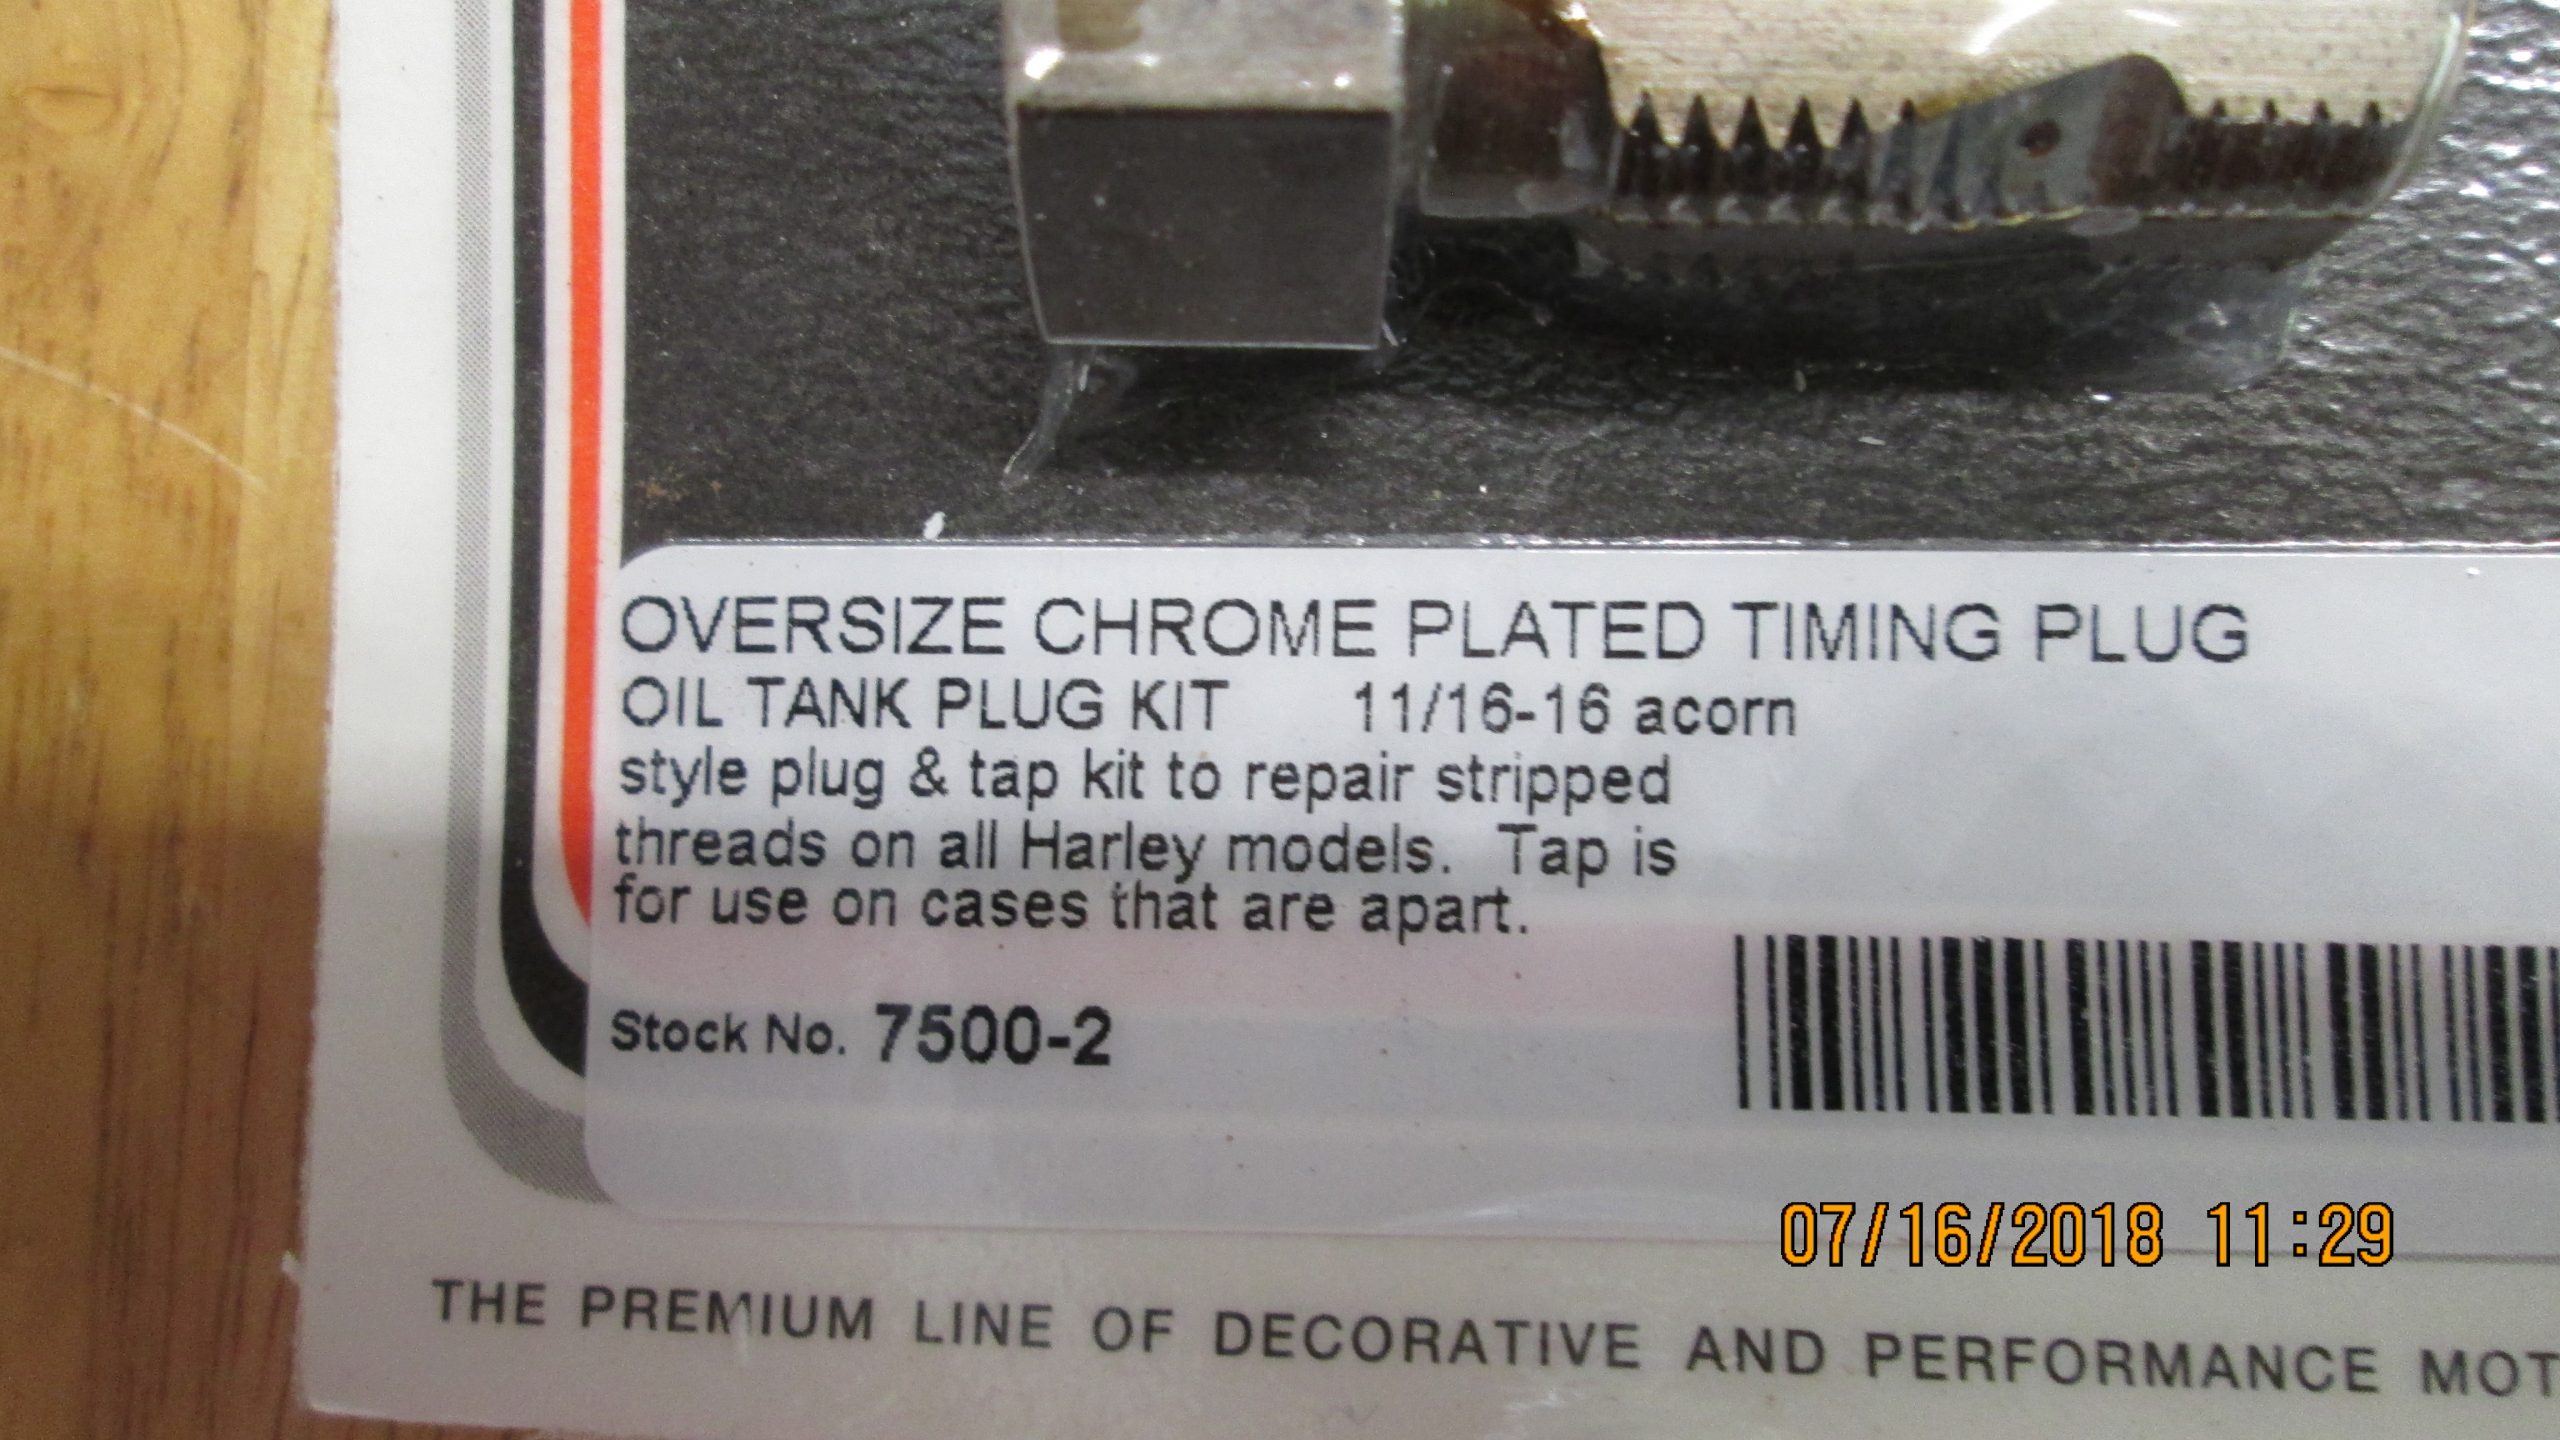 OVERSIZE CHROME PLATED TIMING PLUG
OIL TANK PLUG KIT 11/16-16 acorn
style plug & tap kit to repair stripped
threads on all Harley models. Tap is
for use on cases that are apart.
Stock No. 7500-2
07/16/2018 11:29
THE PREMIUM LINE OF DECORATIVE AND PERFORMANCE MOT